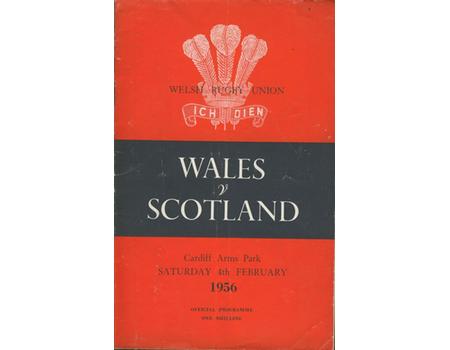 WELSH RUGBY UNION
ICH DIEN
WALES
v
SCOTLAND
Cardiff Arms Park
SATURDAY 4th FEBRUARY
1956
OFFICIAL PROGRAMME
ONE SHILLING